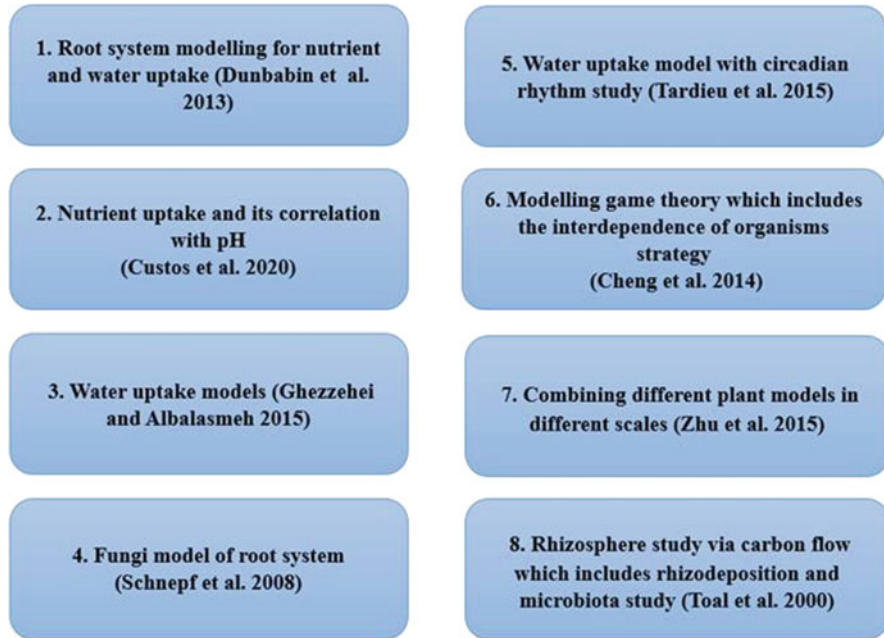 1. Root system modelling for nutrient
and water uptake (Dunbabin et al.
2013)
2. Nutrient uptake and its correlation
with pH
(Custos et al. 2020)
3. Water uptake models (Ghezzehei
and Albalasmeh 2015)
4. Fungi model of root system
(Schnepf et al. 2008)
5. Water uptake model with circadian
rhythm study (Tardieu et al. 2015)
6. Modelling game theory which includes
the interdependence of organisms
strategy
(Cheng et al. 2014)
7. Combining different plant models in
different scales (Zhu et al. 2015)
8. Rhizosphere study via carbon flow
which includes rhizodeposition and
microbiota study (Toal et al. 2000)